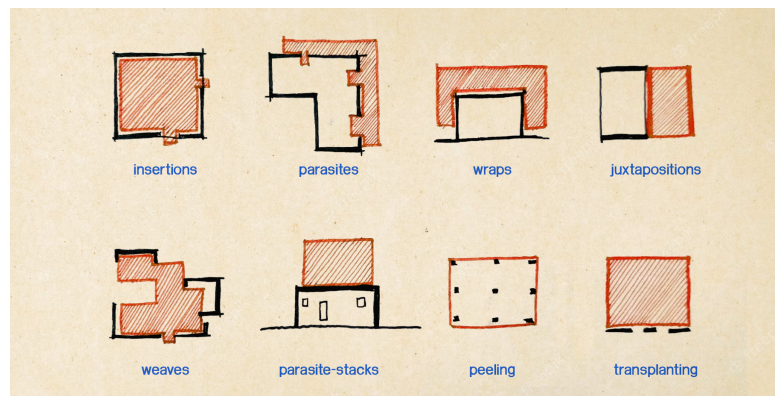 insertions
parasites
wraps
juxtapositions
weaves
parasite-stacks
peeling
transplanting